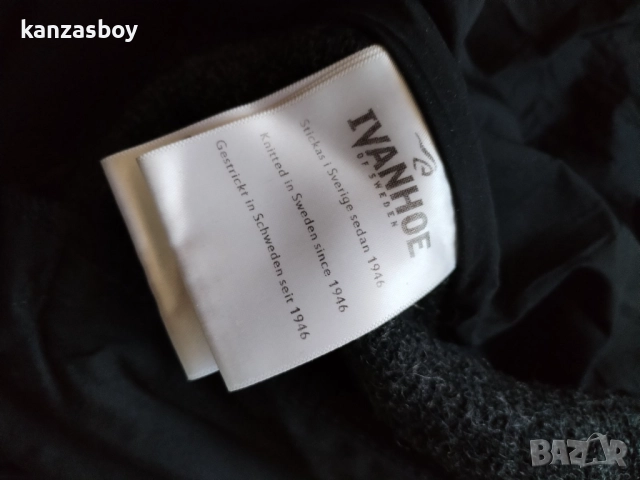 kanzasboy
IVANHOE
OF SWEDEN
Stickas i Sverige sedan 1946
Knitted in Sweden since 1946
Gestrickt in Schweden seit 1946
BAZAR